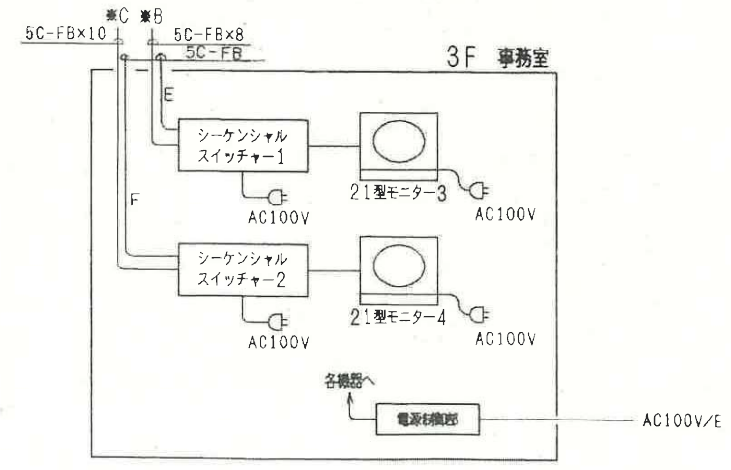 ※C ※B
5C-FB×10 5C-FB×8
5C-FB
3F 事務室
E
シーケンシャル
スイッチャー1
21型モニター3
AC100V
AC100V
F
シーケンシャル
スイッチャー2
21型モニター4
AC100V
AC100V
各機器へ
電源制御部
AC100V/E